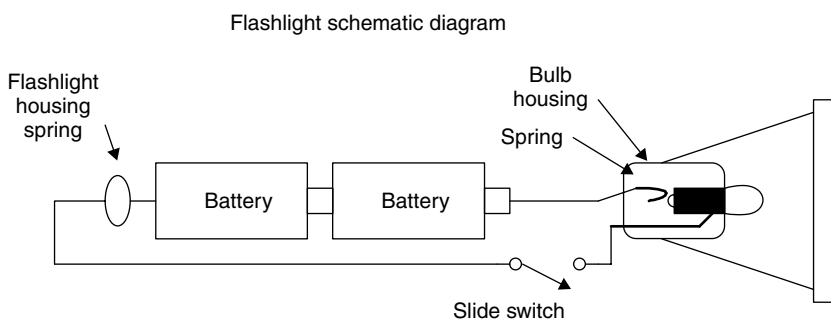 Flashlight schematic diagram
Flashlight
housing
spring
Bulb
housing
Spring
Battery
Battery
Slide switch